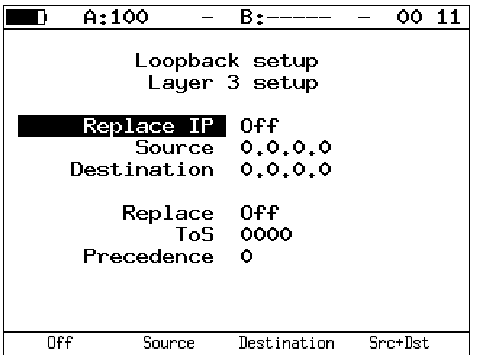 A:100 – B:----- – 00 11
Loopback setup
Layer 3 setup
Replace IP Off
Source 0.0.0.0
Destination 0.0.0.0
Replace Off
ToS 0000
Precedence 0
Off Source Destination Src+Dst